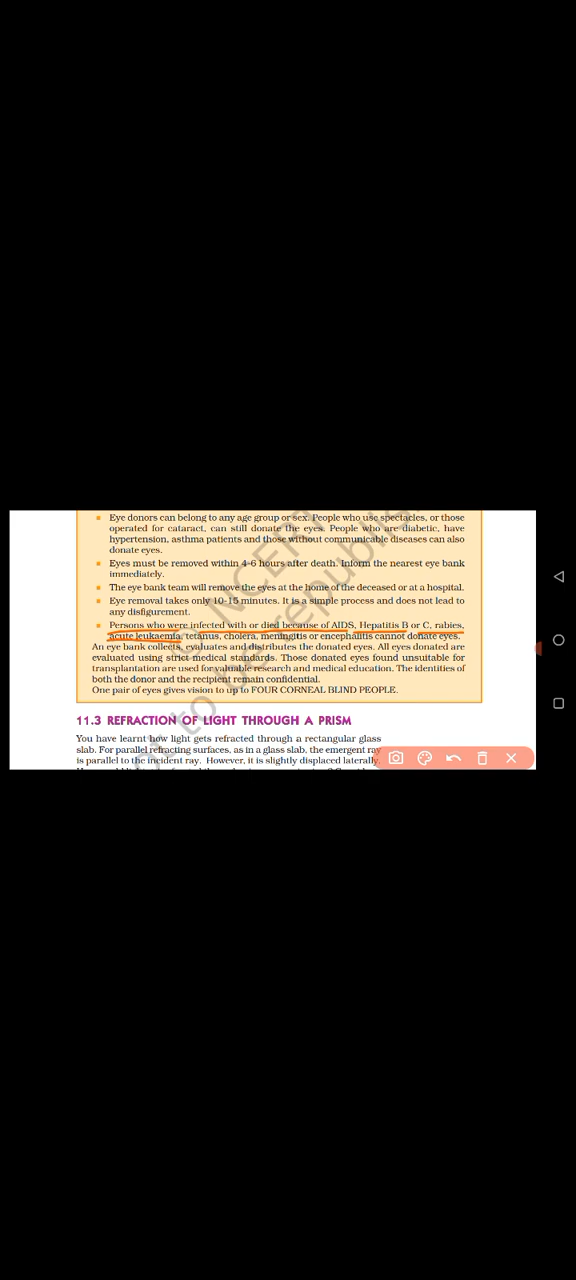 Eye donors can belong to any age group or sex. People who use spectacles, or those
operated for cataract, can still donate the eyes. People who are diabetic, have
hypertension, asthma patients and those without communicable diseases can also
donate eyes.
Eyes must be removed within 4-6 hours after death. Inform the nearest eye bank
immediately.
The eye bank team will remove the eyes at the home of the deceased or at a hospital.
Eye removal takes only 10-15 minutes. It is a simple process and does not lead to
any disfigurement.
Persons who were infected with or died because of AIDS, Hepatitis B or C, rabies,
acute leukaemia, tetanus, cholera, meningitis or encephalitis cannot donate eyes.
An eye bank collects, evaluates and distributes the donated eyes. All eyes donated are
evaluated using strict medical standards. Those donated eyes found unsuitable for
transplantation are used for valuable research and medical education. The identities of
both the donor and the recipient remain confidential.
One pair of eyes gives vision to up to FOUR CORNEAL BLIND PEOPLE.
11.3 REFRACTION OF LIGHT THROUGH A PRISM
You have learnt how light gets refracted through a rectangular glass
slab. For parallel refracting surfaces, as in a glass slab, the emergent ray
is parallel to the incident ray. However, it is slightly displaced laterally.
NCERT
not to be republis